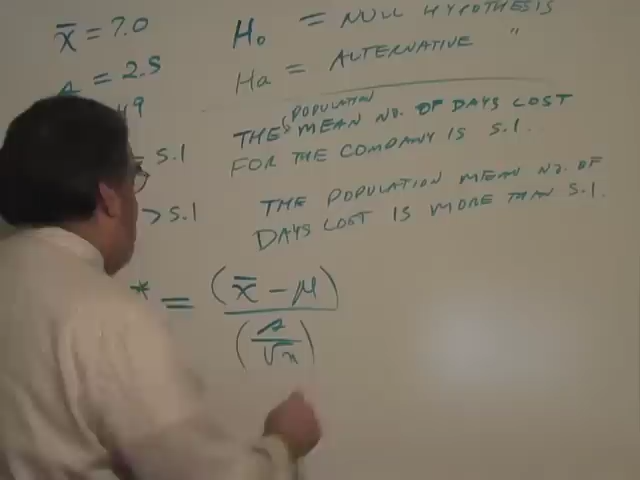 x̄ = 7.0
s = 2.5
49
H₀ = NULL HYPOTHESIS
Ha = ALTERNATIVE "
= 5.1
> 5.1
THE (POPULATION MEAN NO. OF DAYS LOST
FOR THE COMPANY IS 5.1.
THE POPULATION MEAN NO. OF
DAYS LOST IS MORE THAN 5.1.
* = (x̄ - μ)
(s/√n)